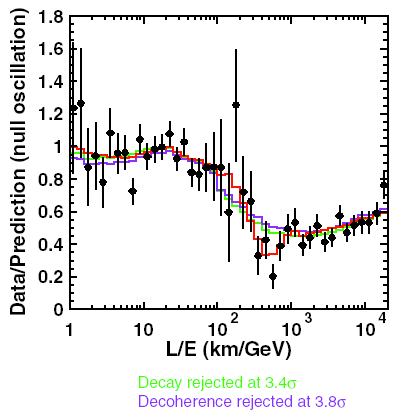 Data/Prediction (null oscillation)
1.8
1.6
1.4
1.2
1
0.8
0.6
0.4
0.2
0
1 10 10² 10³ 10⁴
L/E (km/GeV)
Decay rejected at 3.4σ
Decoherence rejected at 3.8σ